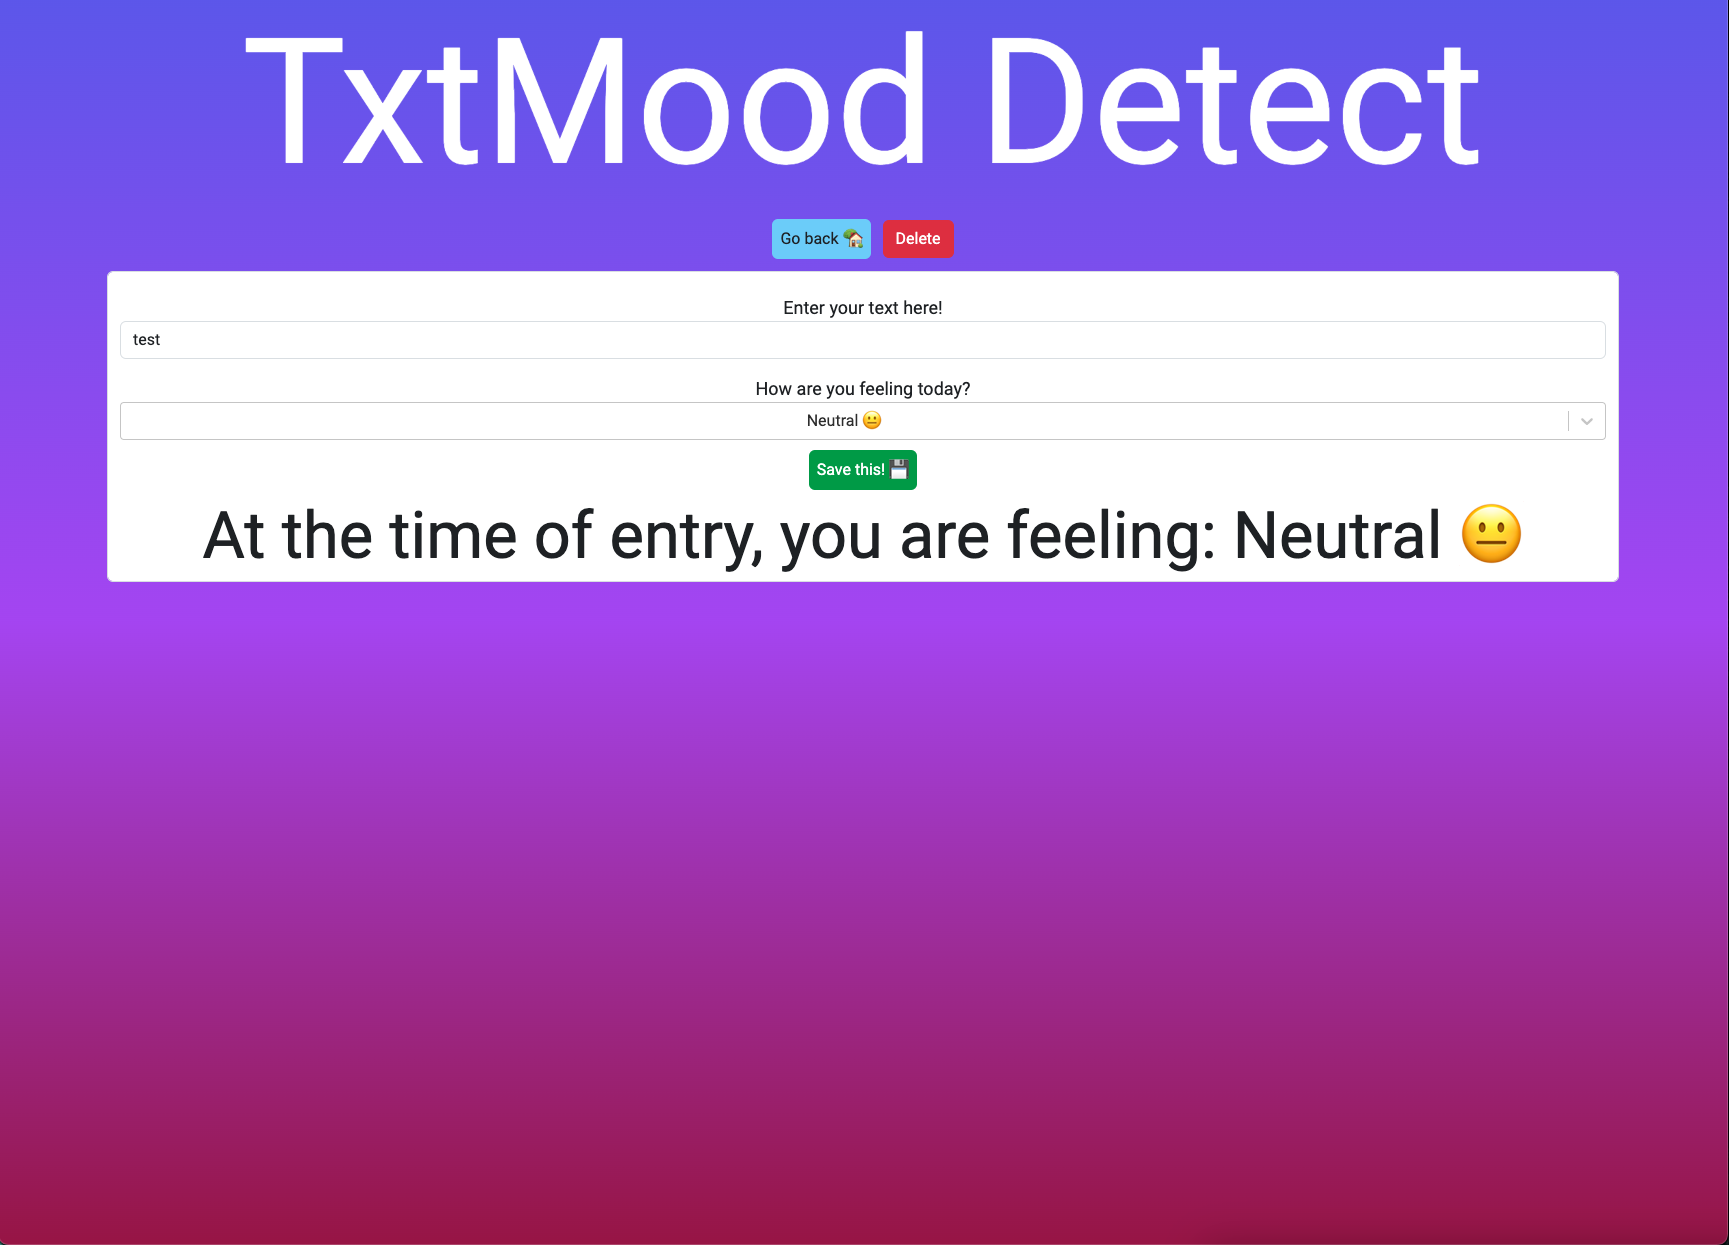 TxtMood Detect
Go back 🏡 Delete
Enter your text here!
test
How are you feeling today?
Neutral 😐
Save this! 💾
At the time of entry, you are feeling: Neutral 😐